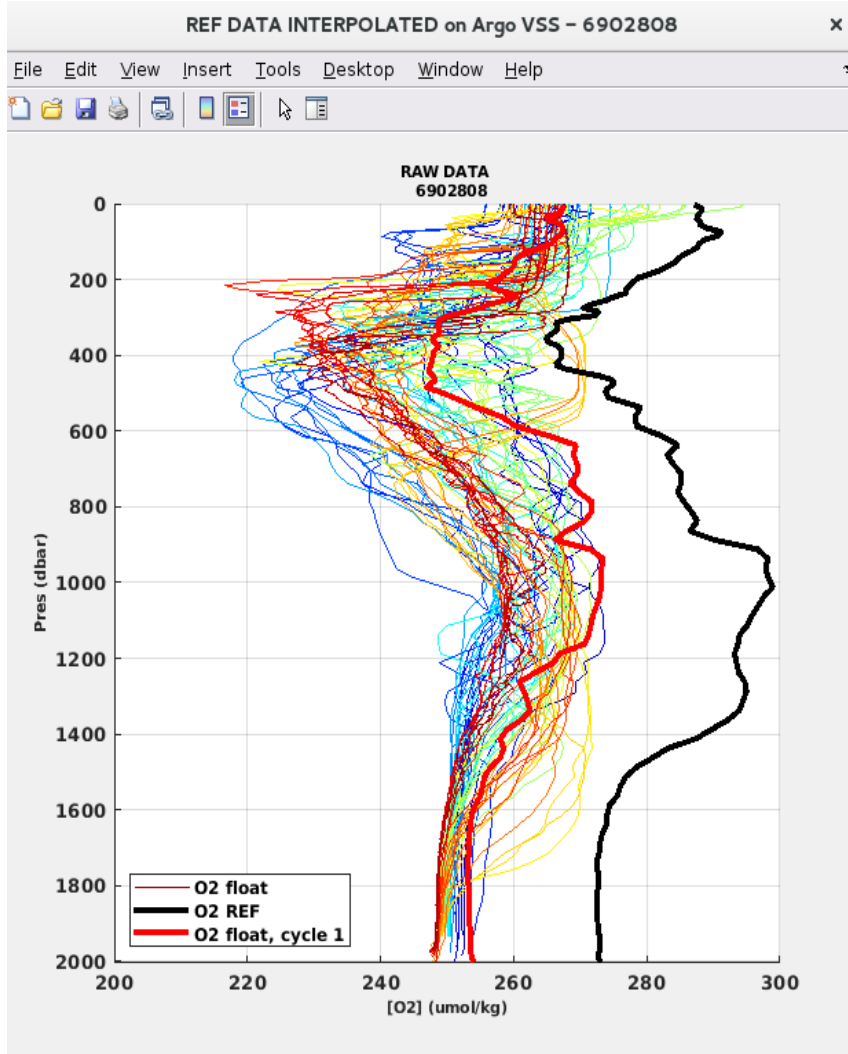 REF DATA INTERPOLATED on Argo VSS – 6902808
×
File Edit View Insert Tools Desktop Window Help
RAW DATA
6902808
0
200
400
600
800
1000
1200
1400
1600
1800
2000
Pres (dbar)
O2 float
O2 REF
O2 float, cycle 1
200 220 240 260 280 300
[O2] (umol/kg)